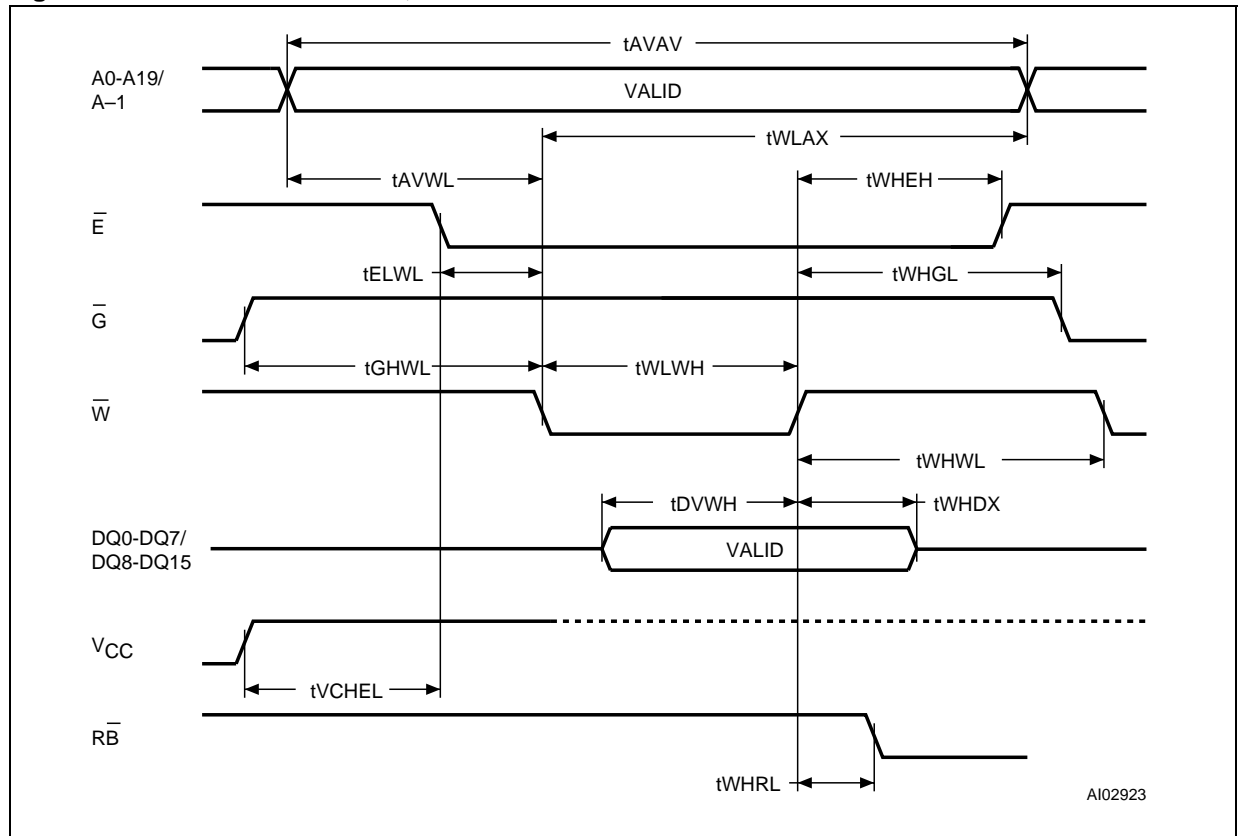 tAVAV
A0-A19/
A–1
VALID
tWLAX
tAVWL
tWHEH
E̅
tELWL
tWHGL
G̅
tGHWL
tWLWH
W̅
tWHWL
tDVWH
tWHDX
DQ0-DQ7/
DQ8-DQ15
VALID
VCC
tVCHEL
RB̅
tWHRL
AI02923